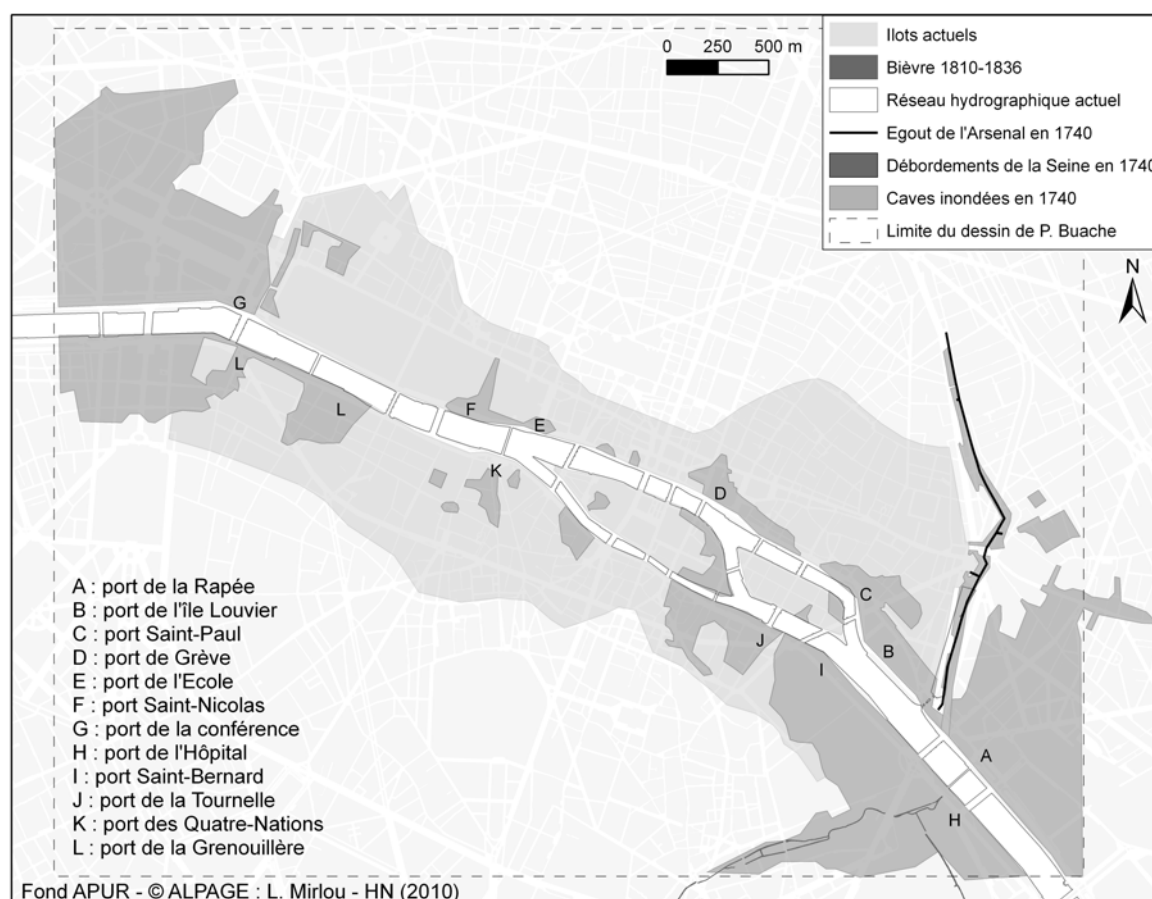 0 250 500 m
Ilots actuels
Bièvre 1810-1836
Réseau hydrographique actuel
Egout de l'Arsenal en 1740
Débordements de la Seine en 1740
Caves inondées en 1740
Limite du dessin de P. Buache
N
G
L
L
F
E
K
D
C
B
J
I
A
H
A : port de la Rapée
B : port de l'île Louvier
C : port Saint-Paul
D : port de Grève
E : port de l'Ecole
F : port Saint-Nicolas
G : port de la conférence
H : port de l'Hôpital
I : port Saint-Bernard
J : port de la Tournelle
K : port des Quatre-Nations
L : port de la Grenouillère
Fond APUR - © ALPAGE : L. Mirlou - HN (2010)